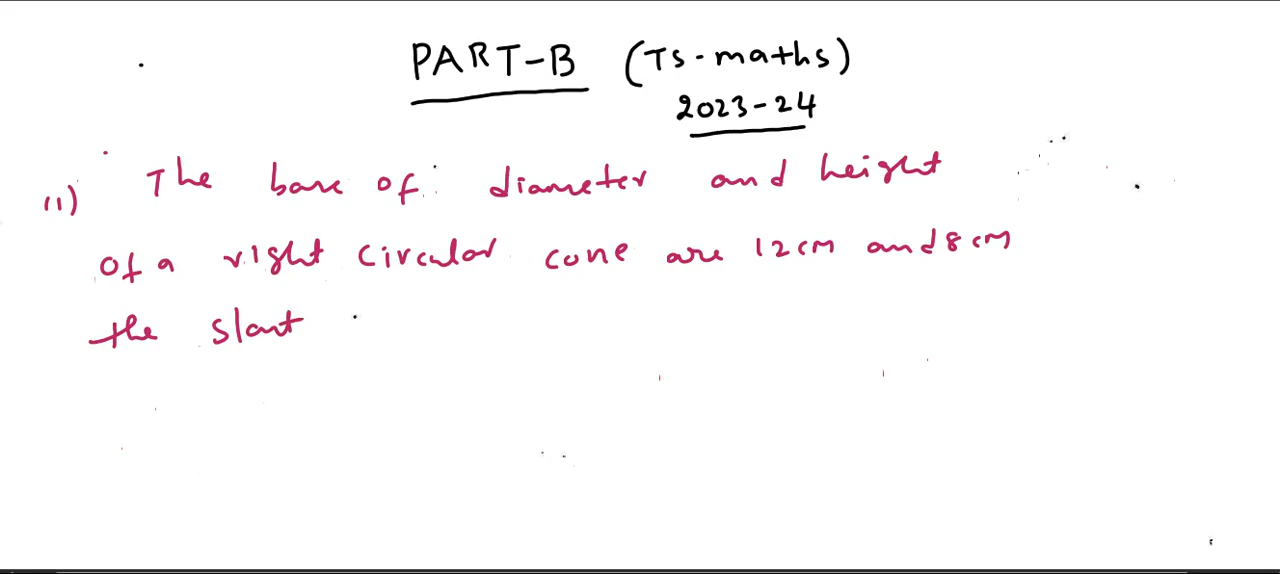 PART-B (TS-maths)
2023-24
11) The base of diameter and height
of a right circular cone are 12cm and 8cm
the slant